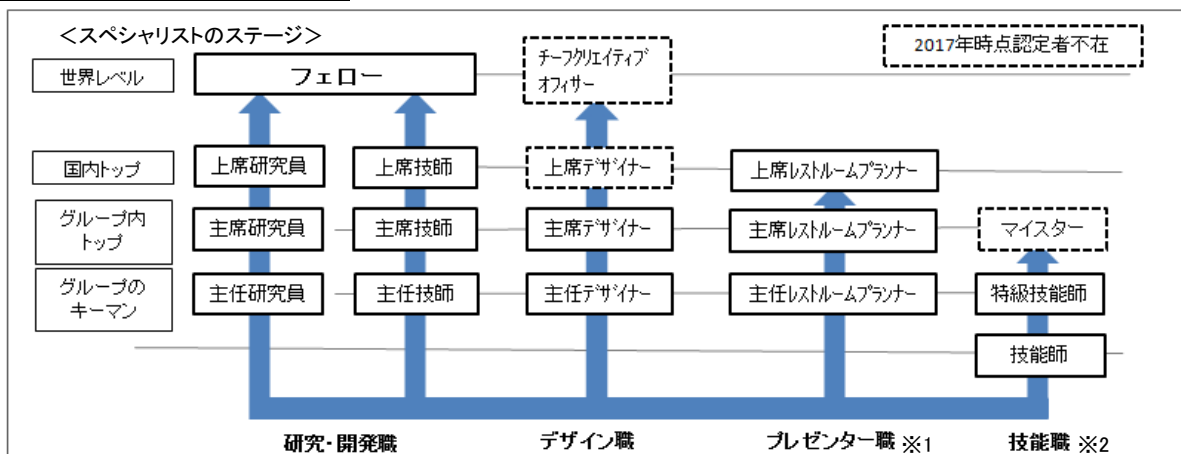 ＜スペシャリストのステージ＞
2017年時点認定者不在
世界レベル
フェロー
チーフクリエイティブ
オフィサー
国内トップ
上席研究員
上席技師
上席デザイナー
上席レストルームプランナー
グループ内
トップ
主席研究員
主席技師
主席デザイナー
主席レストルームプランナー
マイスター
グループの
キーマン
主任研究員
主任技師
主任デザイナー
主任レストルームプランナー
特級技能師
技能師
研究・開発職
デザイン職
プレゼンター職 ※1
技能職 ※2